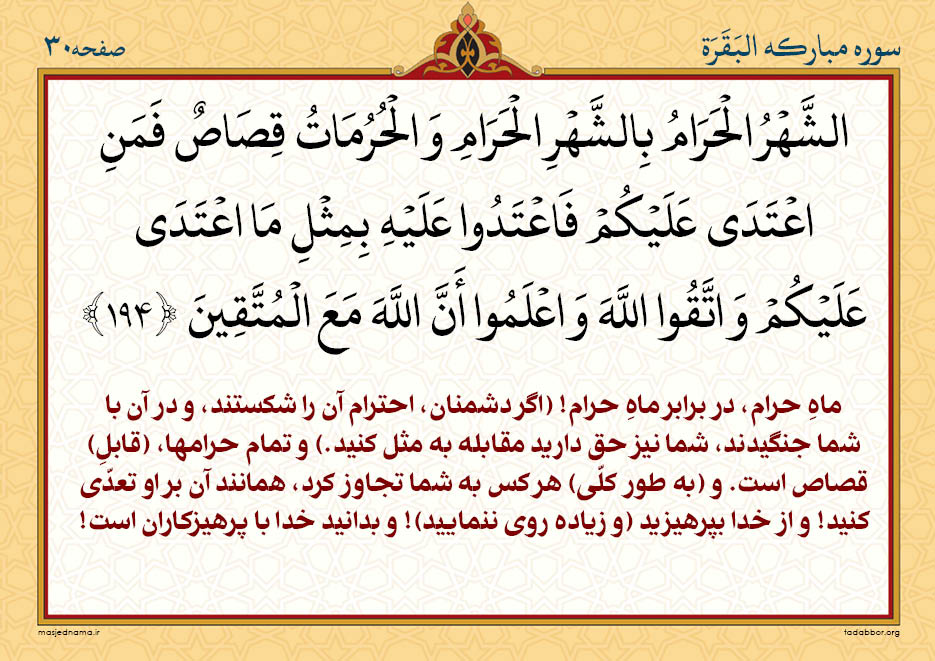 سوره مبارکه البَقَرَة
صفحه۳۰
الشَّهْرُ الْحَرَامُ بِالشَّهْرِ الْحَرَامِ وَ الْحُرُمَاتُ قِصَاصٌ فَمَنِ
اعْتَدَى عَلَيْكُمْ فَاعْتَدُوا عَلَيْهِ بِمِثْلِ مَا اعْتَدَى
عَلَيْكُمْ وَ اتَّقُوا اللَّهَ وَ اعْلَمُوا أَنَّ اللَّهَ مَعَ الْمُتَّقِينَ ﴿۱۹۴﴾
ماهِ حرام، در برابر ماهِ حرام! (اگر دشمنان، احترام آن را شکستند، و در آن با
شما جنگیدند، شما نیز حق دارید مقابله به مثل کنید.) و تمام حرامها، (قابلِ)
قصاص است. و (به طور کلّی) هر کس به شما تجاوز کرد، همانند آن بر او تعدّی
کنید! و از خدا بپرهیزید (و زیاده روی ننمایید)! و بدانید خدا با پرهیزکاران است!
masjednama.ir
tadabbor.org